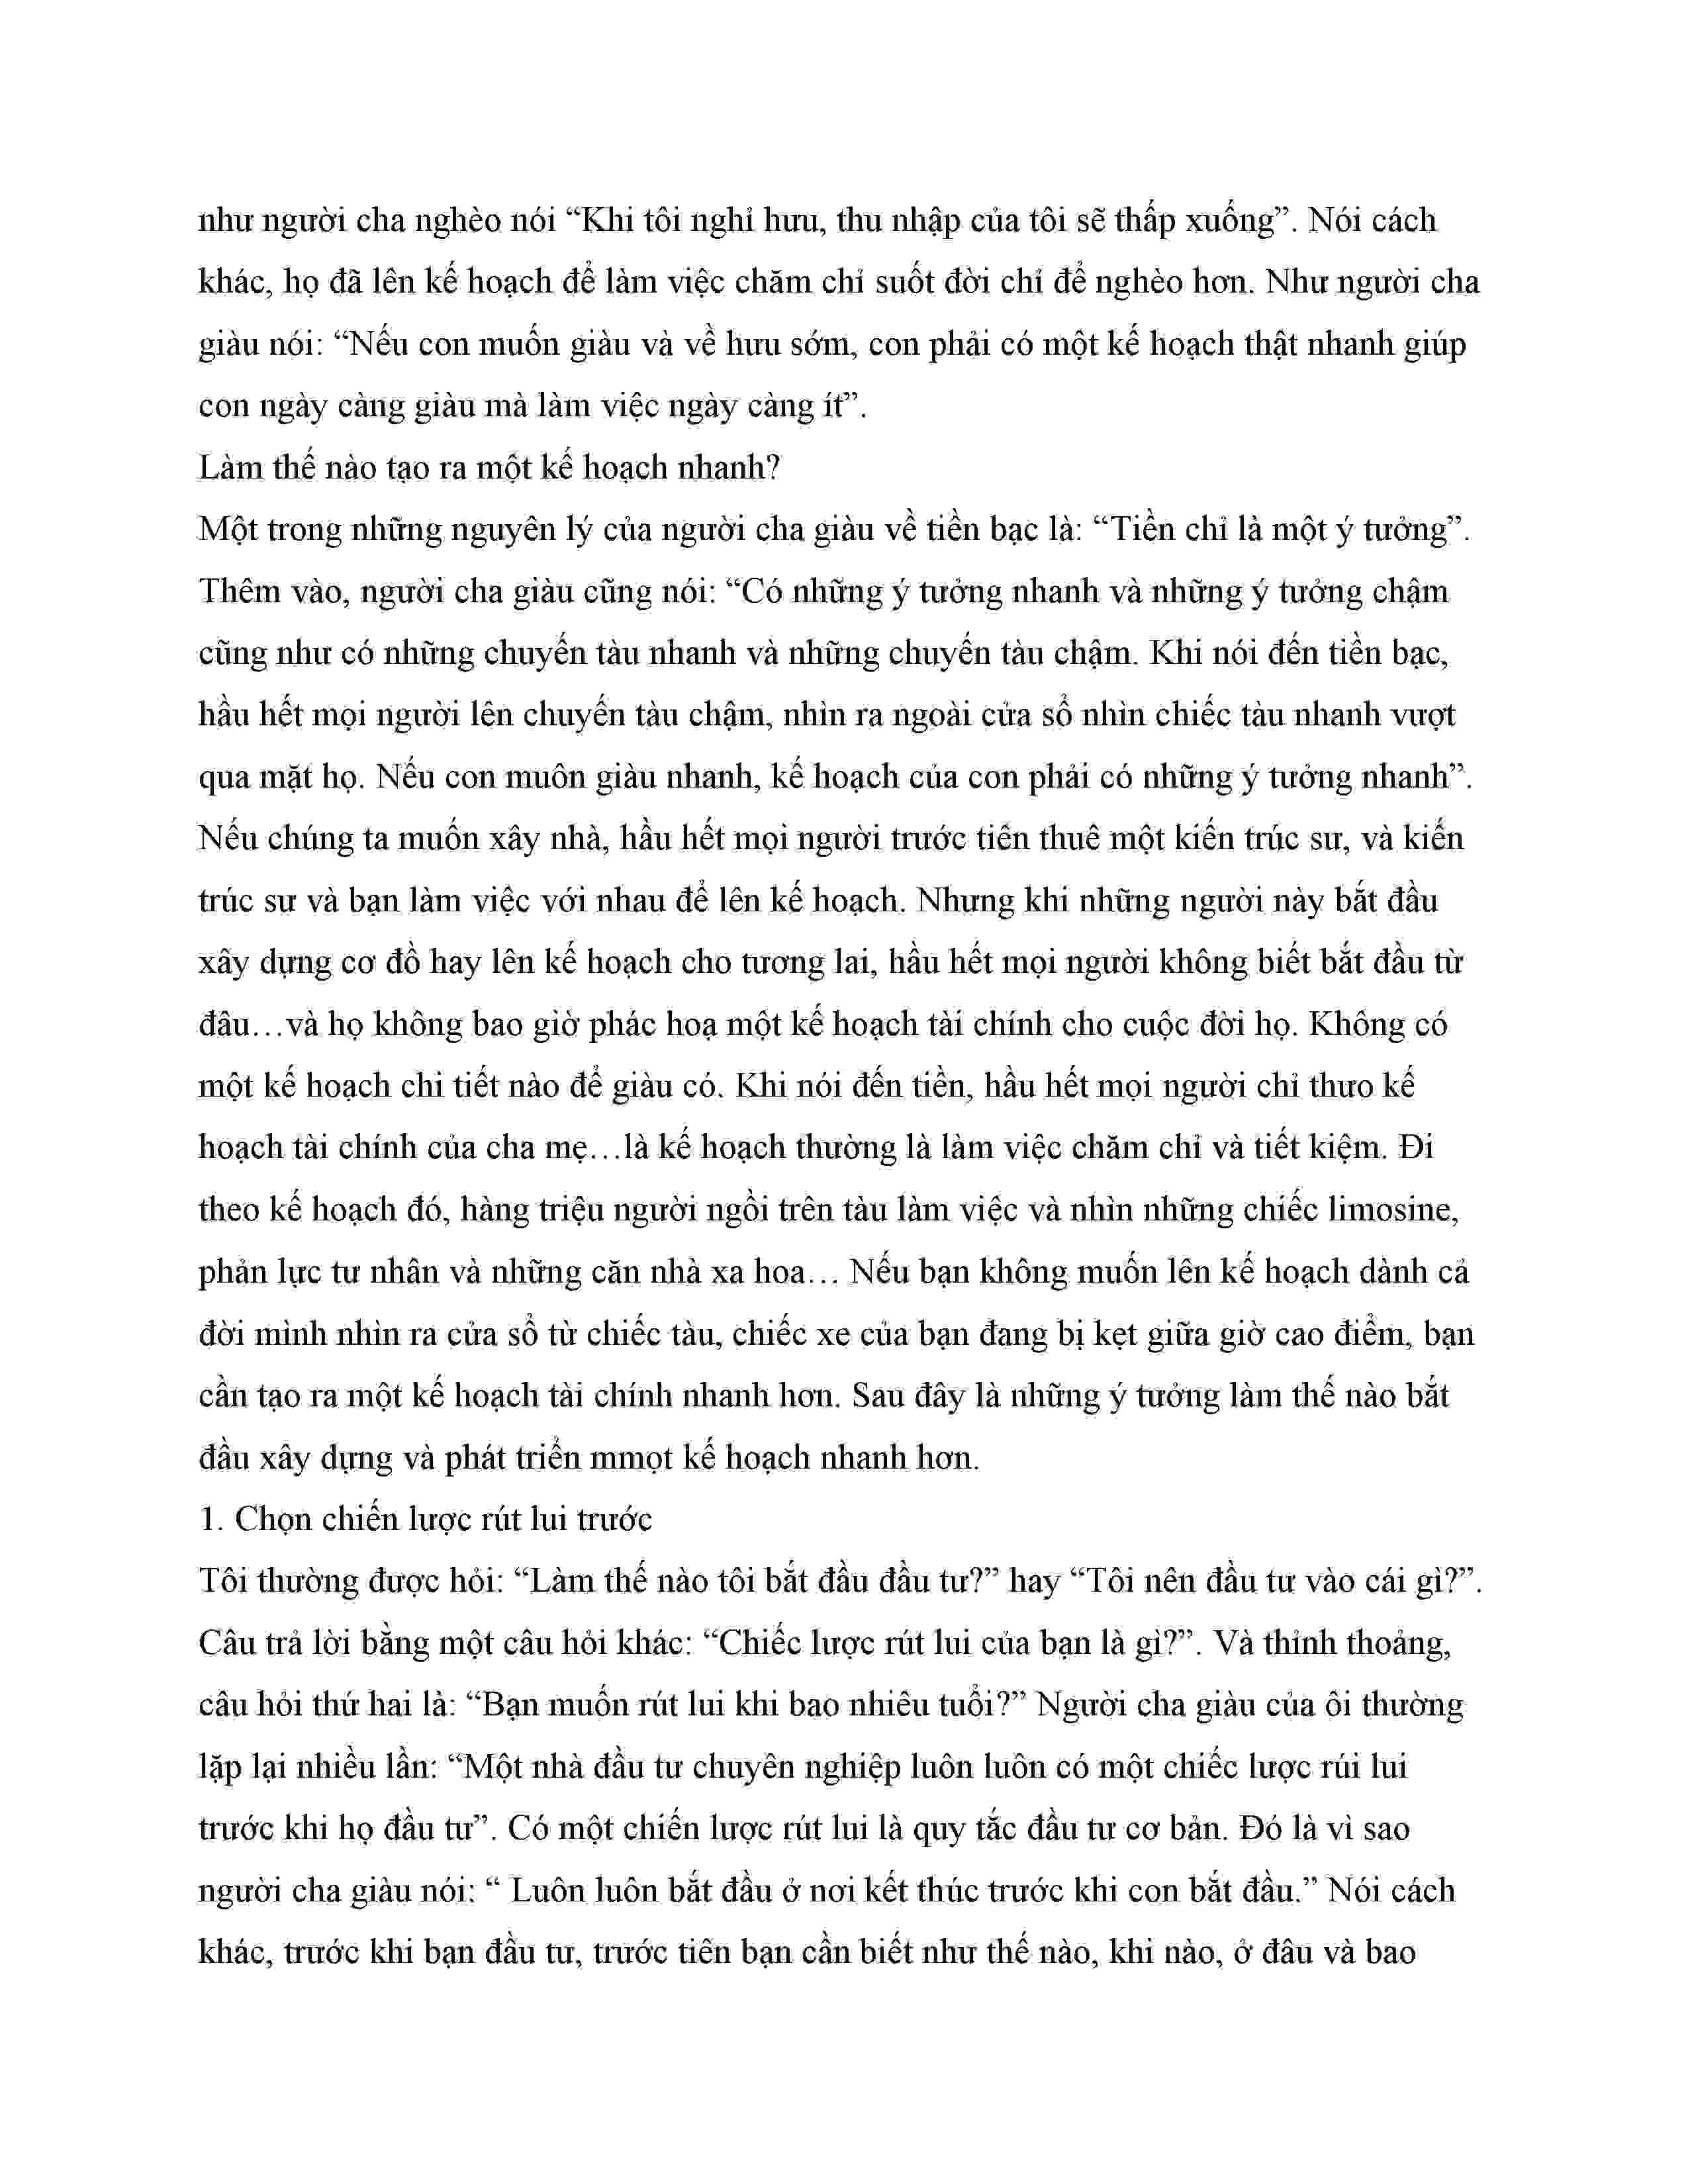 như người cha nghèo nói “Khi tôi nghỉ hưu, thu nhập của tôi sẽ thấp xuống”. Nói cách
khác, họ đã lên kế hoạch để làm việc chăm chỉ suốt đời chỉ để nghèo hơn. Như người cha
giàu nói: “Nếu con muốn giàu và về hưu sớm, con phải có một kế hoạch thật nhanh giúp
con ngày càng giàu mà làm việc ngày càng ít”.
Làm thế nào tạo ra một kế hoạch nhanh?
Một trong những nguyên lý của người cha giàu về tiền bạc là: “Tiền chỉ là một ý tưởng”.
Thêm vào, người cha giàu cũng nói: “Có những ý tưởng nhanh và những ý tưởng chậm
cũng như có những chuyến tàu nhanh và những chuyến tàu chậm. Khi nói đến tiền bạc,
hầu hết mọi người lên chuyến tàu chậm, nhìn ra ngoài cửa sổ nhìn chiếc tàu nhanh vượt
qua mặt họ. Nếu con muôn giàu nhanh, kế hoạch của con phải có những ý tưởng nhanh”.
Nếu chúng ta muốn xây nhà, hầu hết mọi người trước tiên thuê một kiến trúc sư, và kiến
trúc sư và bạn làm việc với nhau để lên kế hoạch. Nhưng khi những người này bắt đầu
xây dựng cơ đồ hay lên kế hoạch cho tương lai, hầu hết mọi người không biết bắt đầu từ
đâu…và họ không bao giờ phác hoạ một kế hoạch tài chính cho cuộc đời họ. Không có
một kế hoạch chi tiết nào để giàu có. Khi nói đến tiền, hầu hết mọi người chỉ thưo kế
hoạch tài chính của cha mẹ…là kế hoạch thường là làm việc chăm chỉ và tiết kiệm. Đi
theo kế hoạch đó, hàng triệu người ngồi trên tàu làm việc và nhìn những chiếc limosine,
phản lực tư nhân và những căn nhà xa hoa… Nếu bạn không muốn lên kế hoạch dành cả
đời mình nhìn ra cửa sổ từ chiếc tàu, chiếc xe của bạn đang bị kẹt giữa giờ cao điểm, bạn
cần tạo ra một kế hoạch tài chính nhanh hơn. Sau đây là những ý tưởng làm thế nào bắt
đầu xây dựng và phát triển mmọt kế hoạch nhanh hơn.
1. Chọn chiến lược rút lui trước
Tôi thường được hỏi: “Làm thế nào tôi bắt đầu đầu tư?” hay “Tôi nên đầu tư vào cái gì?”.
Câu trả lời bằng một câu hỏi khác: “Chiếc lược rút lui của bạn là gì?”. Và thỉnh thoảng,
câu hỏi thứ hai là: “Bạn muốn rút lui khi bao nhiêu tuổi?” Người cha giàu của ôi thường
lặp lại nhiều lần: “Một nhà đầu tư chuyên nghiệp luôn luôn có một chiếc lược rúi lui
trước khi họ đầu tư”. Có một chiến lược rút lui là quy tắc đầu tư cơ bản. Đó là vì sao
người cha giàu nói: “ Luôn luôn bắt đầu ở nơi kết thúc trước khi con bắt đầu.” Nói cách
khác, trước khi bạn đầu tư, trước tiên bạn cần biết như thế nào, khi nào, ở đâu và bao